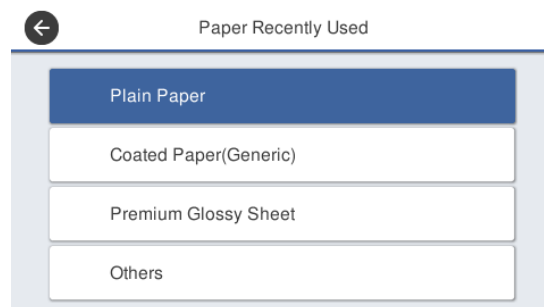 Paper Recently Used
Plain Paper
Coated Paper(Generic)
Premium Glossy Sheet
Others